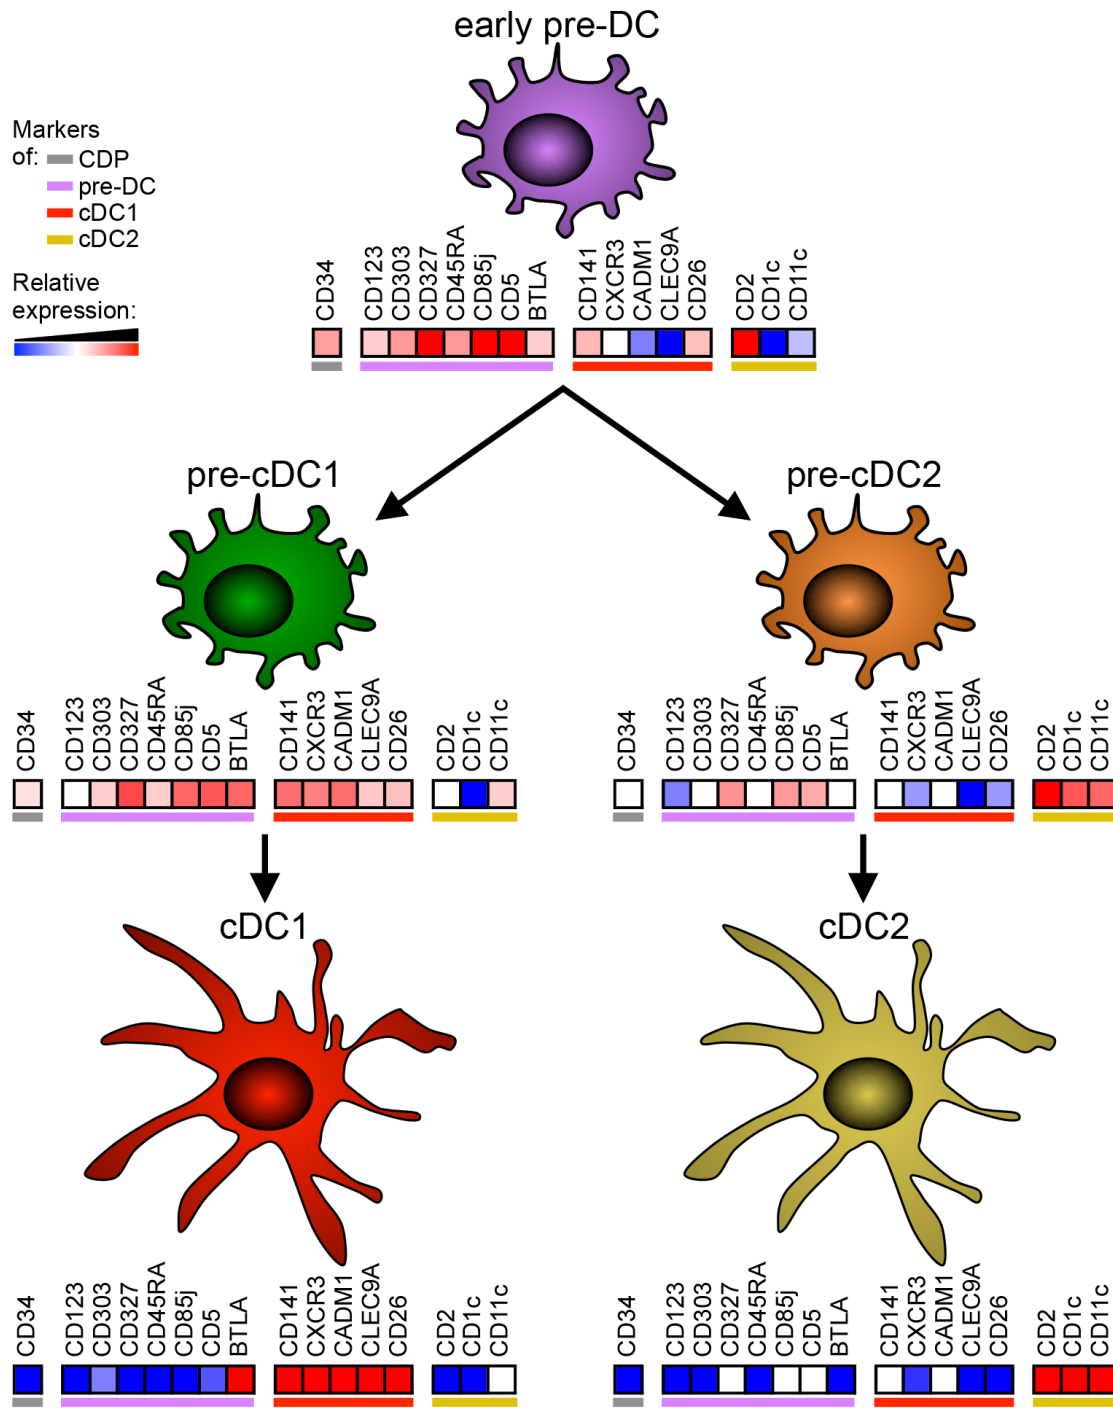 early pre-DC
Markers
of:
CDP
pre-DC
cDC1
cDC2
Relative
expression:
CD34 CD123 CD303 CD327 CD45RA CD85j CD5 BTLA CD141 XCR3 CADM1 CLEC9A CD26 CD2 CD1c CD11c
pre-cDC1 pre-cDC2
CD34 CD123 CD303 CD327 CD45RA CD85j CD5 BTLA CD141 CXCR3 CADM1 CLEC9A CD26 CD2 CD1c CD11c
CD34 CD123 CD303 CD327 CD45RA CD85j CD5 BTLA CD141 CXCR3 CADM1 CLEC9A CD26 CD2 CD1c CD11c
cDC1 cDC2
CD34 CD123 CD303 CD327 CD45RA CD85j CD5 BTLA CD141 CXCR3 CADM1 CLEC9A CD26 CD2 CD1c CD11c
CD34 CD123 CD303 CD327 CD45RA CD85j CD5 BTLA CD141 CXCR3 CADM1 CLEC9A CD26 CD2 CD1c CD11c